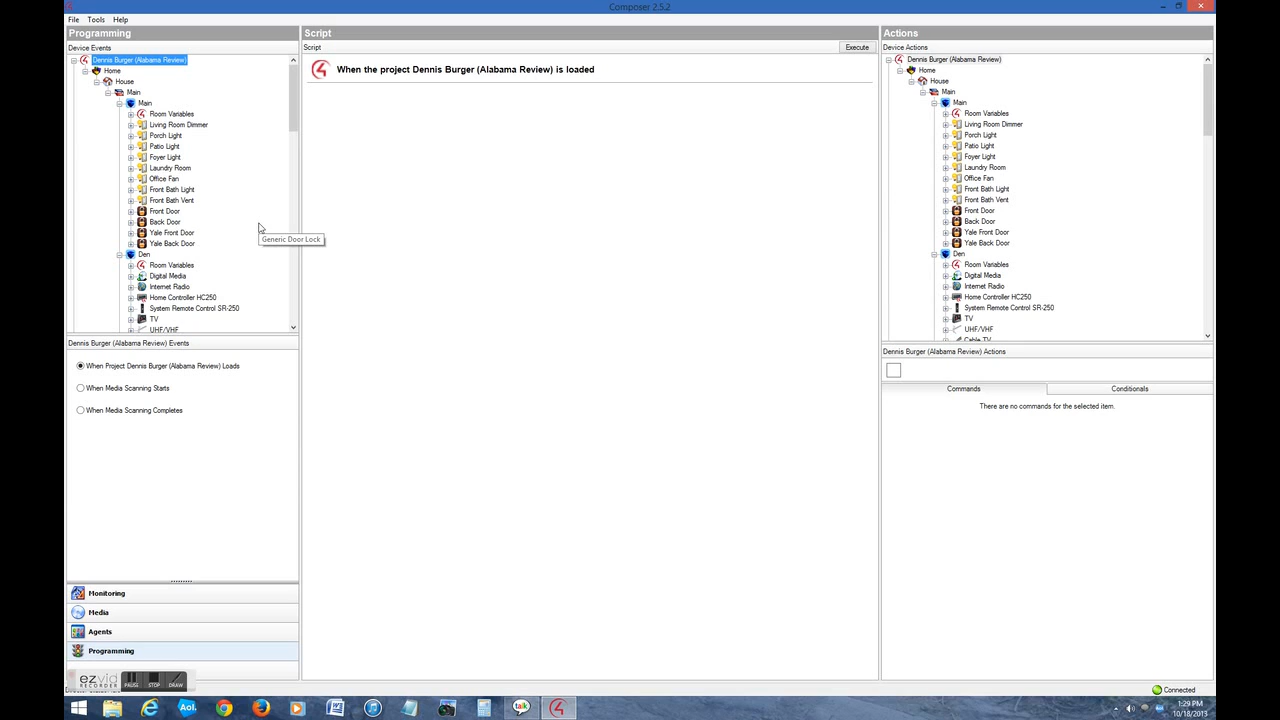 Composer 2.5.2
File Tools Help
Programming
Device Events
Dennis Burger (Alabama Review)
Home
House
Main
Main
Room Variables
Living Room Dimmer
Porch Light
Patio Light
Foyer Light
Laundry Room
Office Fan
Front Bath Light
Front Bath Vent
Front Door
Back Door
Yale Front Door
Yale Back Door
Den
Room Variables
Digital Media
Internet Radio
Home Controller HC250
System Remote Control SR-250
TV
UHF/VHF
Generic Door Lock
Dennis Burger (Alabama Review) Events
When Project Dennis Burger (Alabama Review) Loads
When Media Scanning Starts
When Media Scanning Completes
Monitoring
Media
Agents
Programming
ezvid
RECORDER
PAUSE STOP DRAW
Script
Script Execute
When the project Dennis Burger (Alabama Review) is loaded
Actions
Device Actions
Dennis Burger (Alabama Review)
Home
House
Main
Main
Room Variables
Living Room Dimmer
Porch Light
Patio Light
Foyer Light
Laundry Room
Office Fan
Front Bath Light
Front Bath Vent
Front Door
Back Door
Yale Front Door
Yale Back Door
Den
Room Variables
Digital Media
Internet Radio
Home Controller HC250
System Remote Control SR-250
TV
UHF/VHF
Cable TV
Dennis Burger (Alabama Review) Actions
Commands Conditionals
There are no commands for the selected item.
Connected
Aol.
talk
1:29 PM
10/18/2013